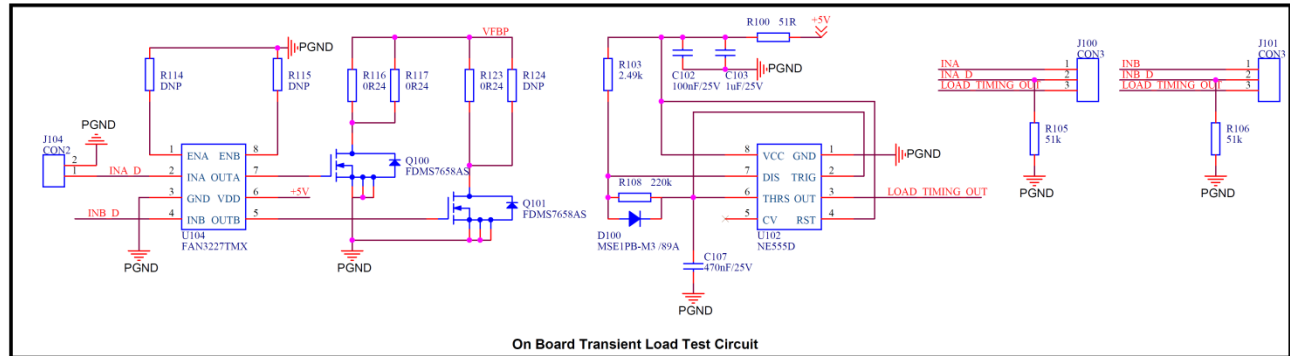 VFBP
R100 51R
+5V
PGND
R114
DNP
R115
DNP
R116
0R24
R117
0R24
R123
0R24
R124
DNP
R103
2.49k
C102
100nF/25V
C103
1uF/25V
PGND
INA
INA_D
LOAD TIMING OUT
1
2
3
J100
CON3
INB
INB_D
LOAD TIMING OUT
1
2
3
J101
CON3
R105
51k
PGND
R106
51k
PGND
PGND
J104
CON2
2
1
INA_D
1 ENA ENB 8
2 INA OUTA 7
3 GND VDD 6
4 INB OUTB 5
+5V
INB_D
U104
FAN3227TMX
PGND
Q100
FDMS7658AS
Q101
FDMS7658AS
PGND
8 VCC GND 1
7 DIS TRIG 2
6 THRS OUT 3
5 CV RST 4
U102
NE555D
PGND
LOAD_TIMING_OUT
R108 220k
D100
MSE1PB-M3 /89A
C107
470nF/25V
PGND
On Board Transient Load Test Circuit